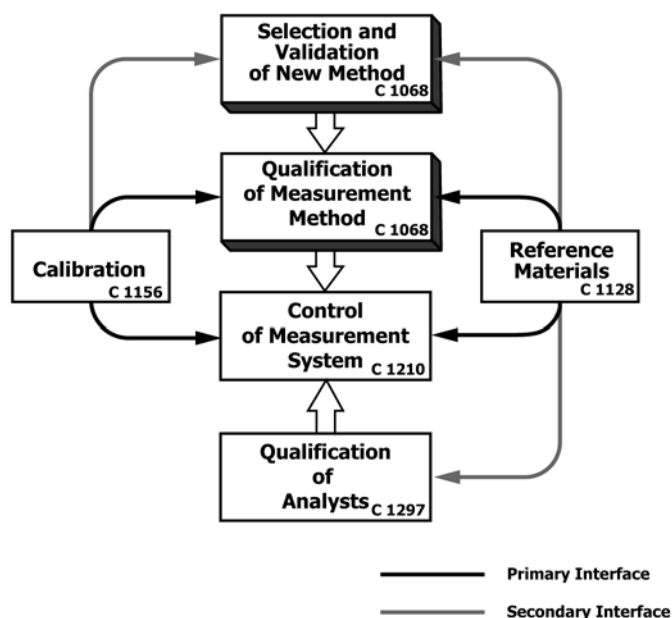 Selection and
Validation
of New Method
C 1068
Qualification
of Measurement
Method
C 1068
Calibration
C 1156
Reference
Materials
C 1128
Control
of Measurement
System
C 1210
Qualification
of
Analysts
C 1297
Primary Interface
Secondary Interface